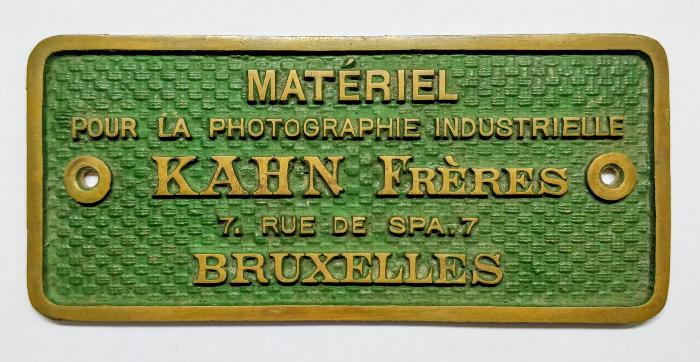 MATÉRIEL
POUR LA PHOTOGRAPHIE INDUSTRIELLE
KAHN FRÈRES
7. RUE DE SPA.7
BRUXELLES